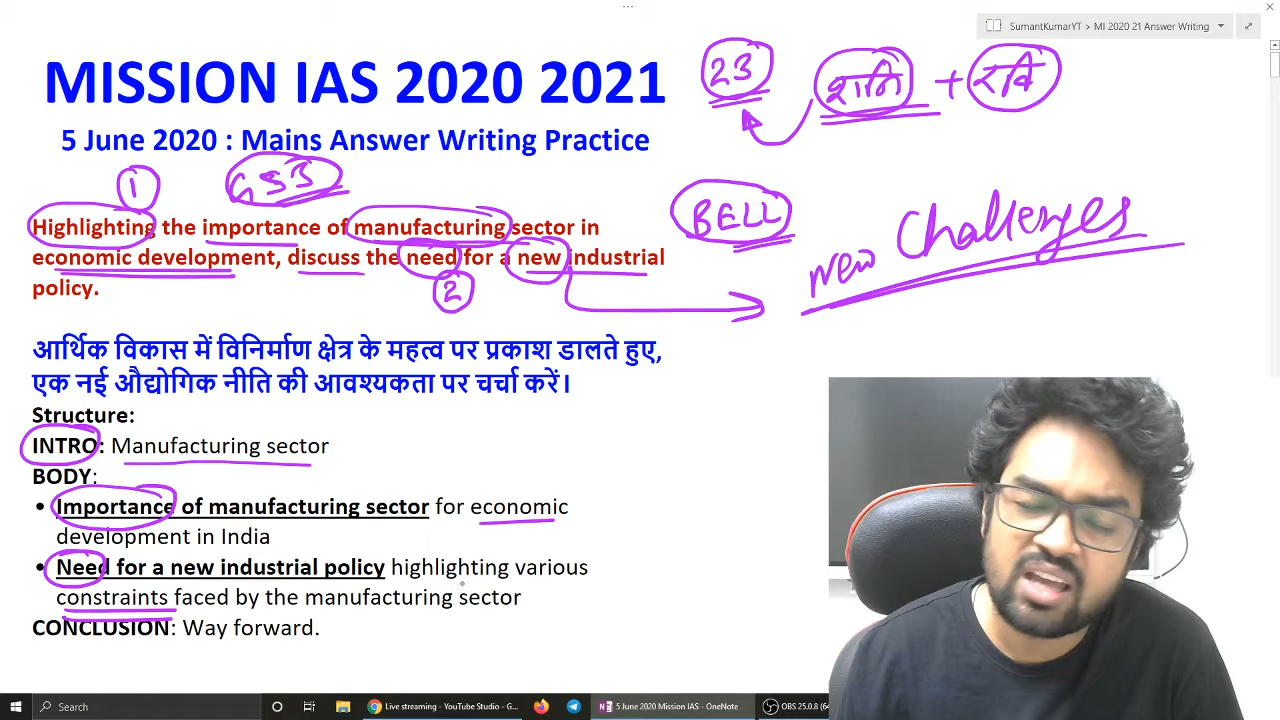 SumantKumarYT > MI 2020 21 Answer Writing
MISSION IAS 2020 2021
23 शनि + रवि
5 June 2020 : Mains Answer Writing Practice
GS3
1
Highlighting the importance of manufacturing sector in
economic development, discuss the need for a new industrial
policy.
2
BELL
New Challenges
आर्थिक विकास में विनिर्माण क्षेत्र के महत्व पर प्रकाश डालते हुए,
एक नई औद्योगिक नीति की आवश्यकता पर चर्चा करें।
Structure:
INTRO: Manufacturing sector
BODY:
• Importance of manufacturing sector for economic
development in India
• Need for a new industrial policy highlighting various
constraints faced by the manufacturing sector
CONCLUSION: Way forward.
Search
Live streaming - YouTube Studio - G...
5 June 2020 Mission IAS - OneNote
OBS 25.0.8 (64